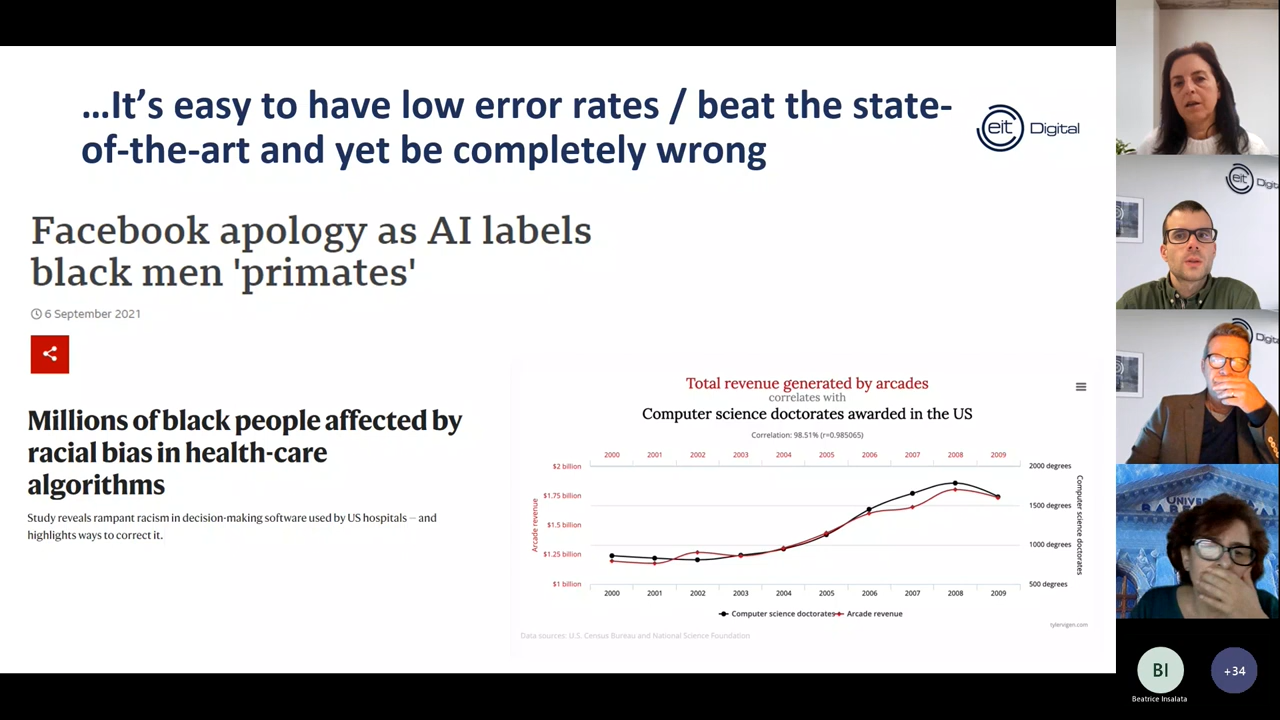 …It’s easy to have low error rates / beat the state-
of-the-art and yet be completely wrong
eit Digital
Facebook apology as AI labels
black men 'primates'
6 September 2021
Millions of black people affected by
racial bias in health-care
algorithms
Study reveals rampant racism in decision-making software used by US hospitals — and
highlights ways to correct it.
Total revenue generated by arcades
correlates with
Computer science doctorates awarded in the US
Correlation: 98.51% (r=0.985065)
2000 2001 2002 2003 2004 2005 2006 2007 2008 2009
$2 billion
$1.75 billion
$1.5 billion
$1.25 billion
$1 billion
Arcade revenue
2000 degrees
1500 degrees
1000 degrees
500 degrees
Computer science doctorates
2000 2001 2002 2003 2004 2005 2006 2007 2008 2009
Computer science doctorates Arcade revenue
tylervigen.com
Data sources: U.S. Census Bureau and National Science Foundation
eit Digi
Digita
BI
Beatrice Insalata
+34